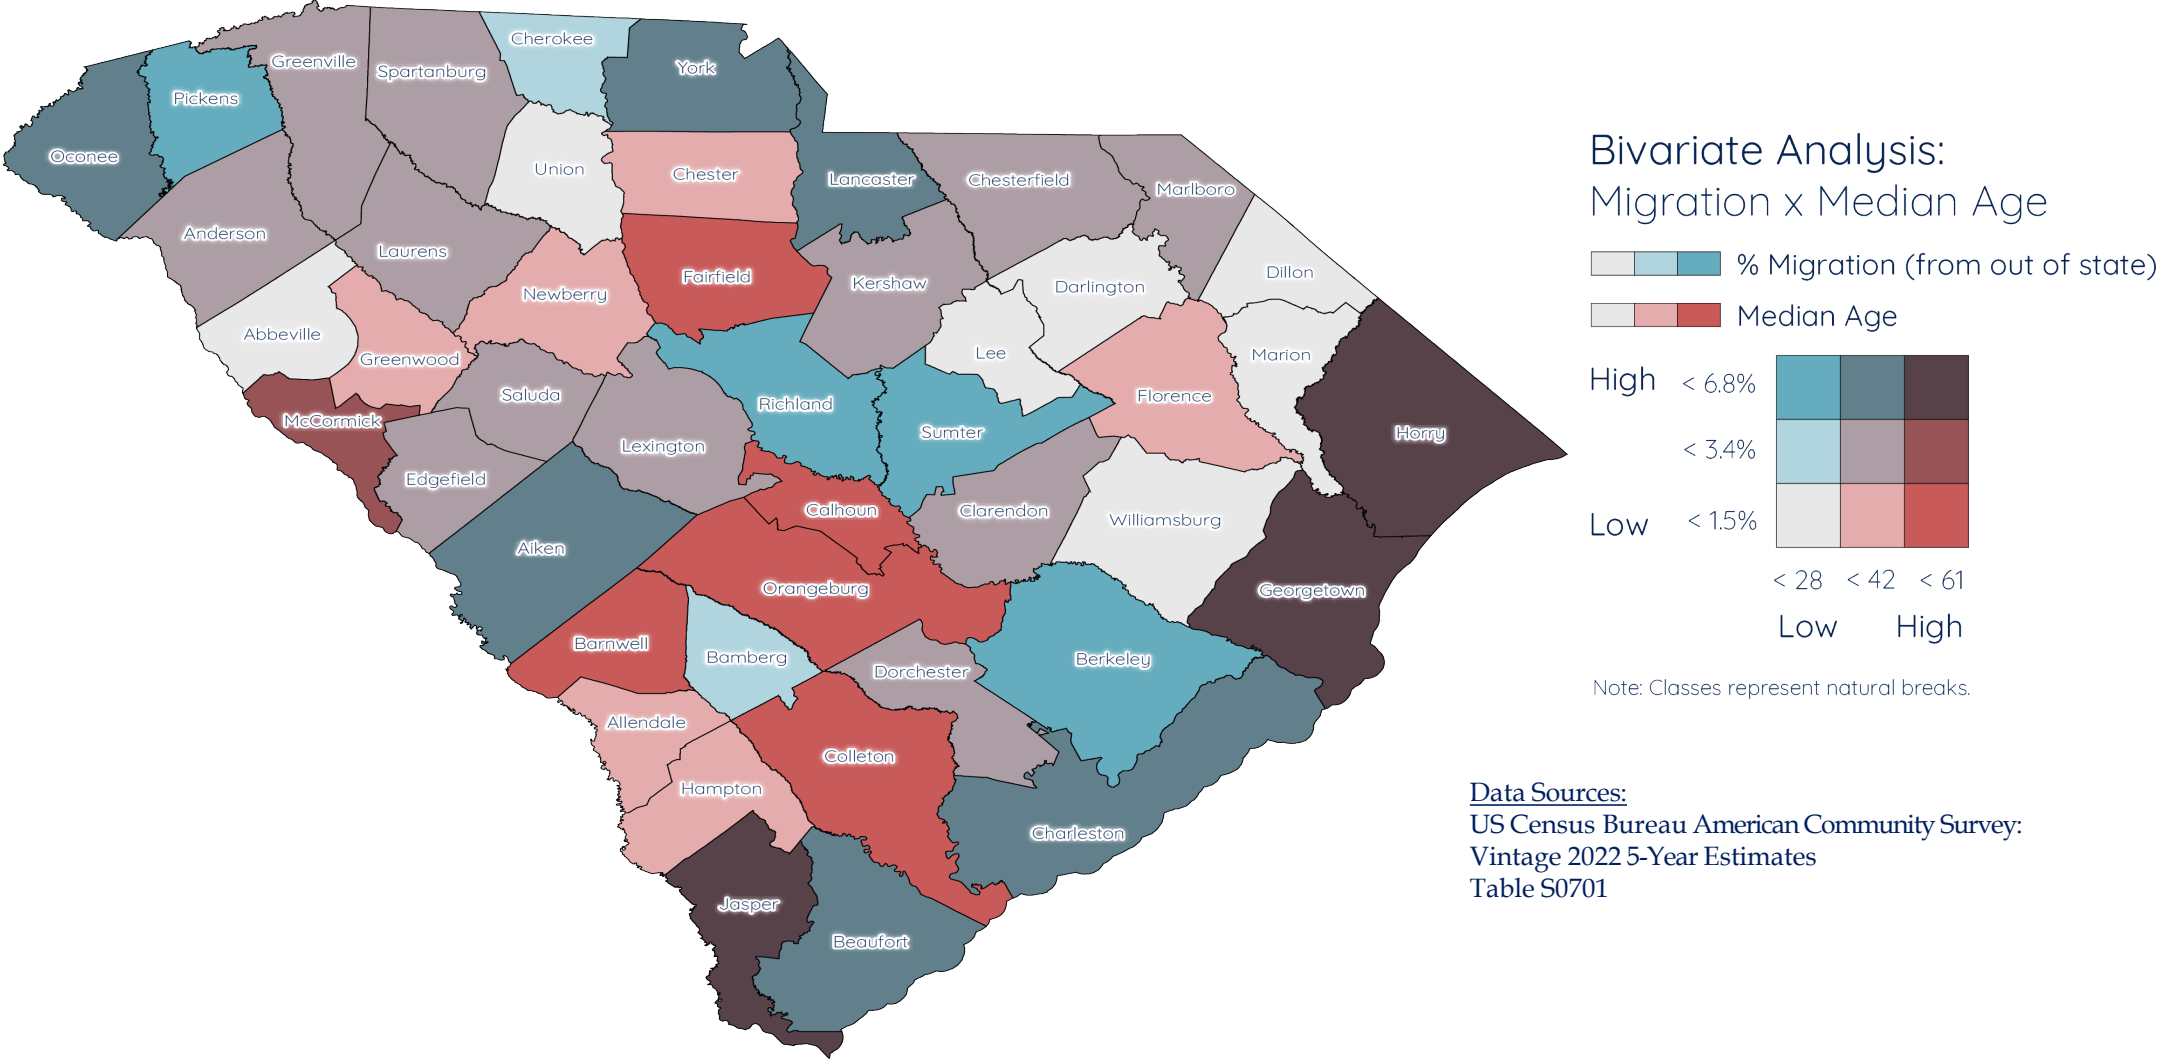 Cherokee
Greenville
Spartanburg
York
Pickens
Oconee
Union
Chester
Lancaster
Chesterfield
Marlboro
Anderson
Laurens
Fairfield
Kershaw
Dillon
Darlington
Newberry
Abbeville
Greenwood
Lee
Marion
Saluda
Richland
Florence
McCormick
Sumter
Horry
Lexington
Edgefield
Calhoun
Clarendon
Williamsburg
Aiken
Orangeburg
Georgetown
Barnwell
Bamberg
Dorchester
Berkeley
Allendale
Colleton
Hampton
Charleston
Jasper
Beaufort
Bivariate Analysis:
Migration x Median Age
% Migration (from out of state)
Median Age
High < 6.8%
< 3.4%
Low < 1.5%
< 28 < 42 < 61
Low High
Note: Classes represent natural breaks.
Data Sources:
US Census Bureau American Community Survey:
Vintage 2022 5-Year Estimates
Table S0701